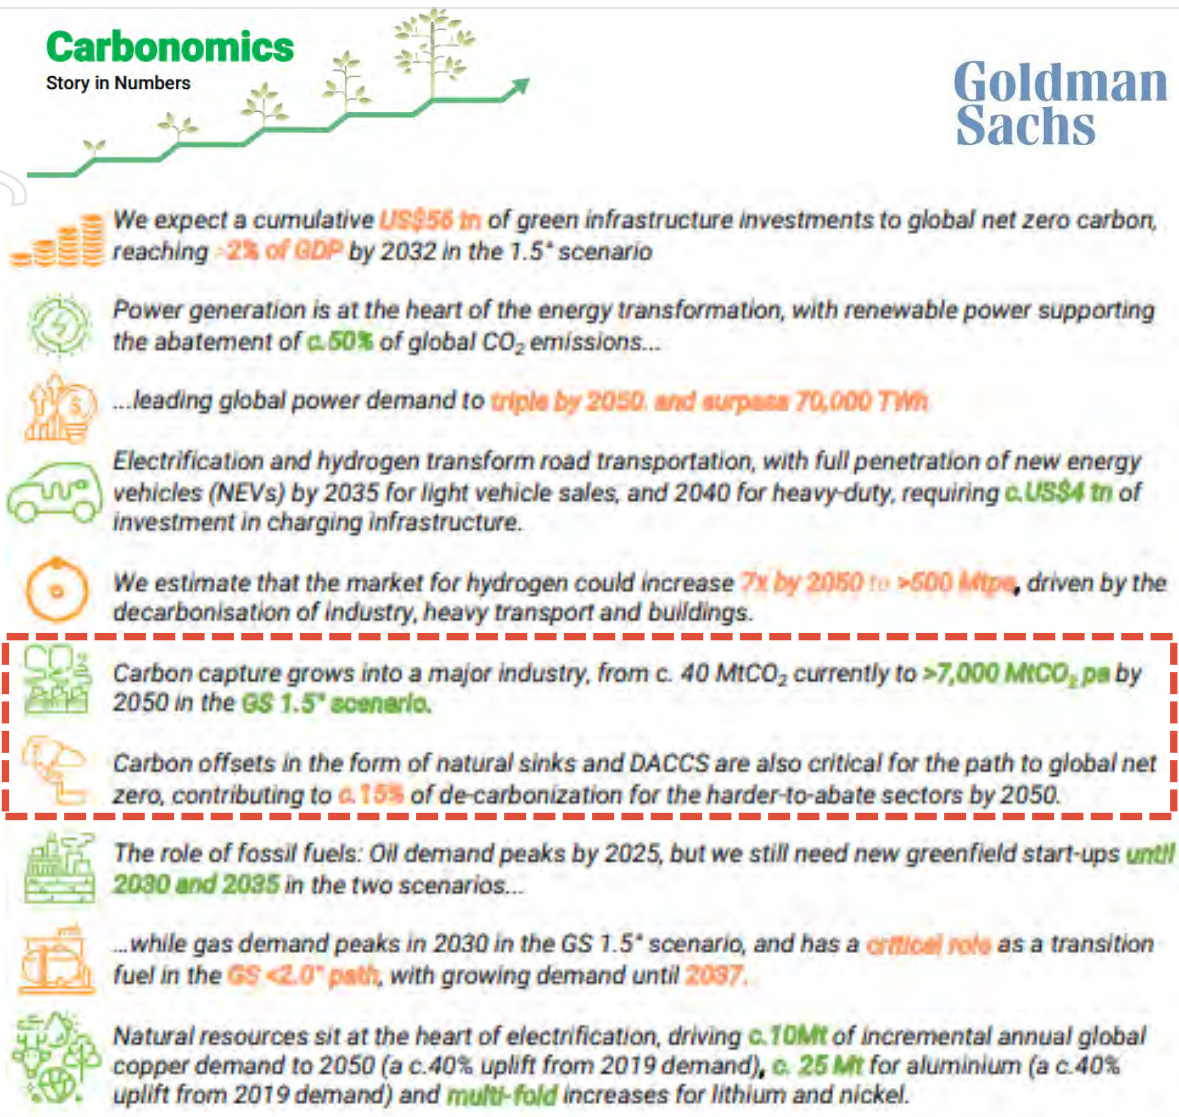 Carbonomics
Story in Numbers
Goldman
Sachs
We expect a cumulative US$56 tn of green infrastructure investments to global net zero carbon,
reaching >2% of GDP by 2032 in the 1.5° scenario
Power generation is at the heart of the energy transformation, with renewable power supporting
the abatement of c.50% of global CO₂ emissions...
...leading global power demand to triple by 2050, and surpass 70,000 TWh
Electrification and hydrogen transform road transportation, with full penetration of new energy
vehicles (NEVs) by 2035 for light vehicle sales, and 2040 for heavy-duty, requiring c.US$4 tn of
investment in charging infrastructure.
We estimate that the market for hydrogen could increase 7x by 2050 to >500 Mtpa, driven by the
decarbonisation of industry, heavy transport and buildings.
Carbon capture grows into a major industry, from c. 40 MtCO₂ currently to >7,000 MtCO₂ pa by
2050 in the GS 1.5° scenario.
Carbon offsets in the form of natural sinks and DACCS are also critical for the path to global net
zero, contributing to c.15% of de-carbonization for the harder-to-abate sectors by 2050.
The role of fossil fuels: Oil demand peaks by 2025, but we still need new greenfield start-ups until
2030 and 2035 in the two scenarios...
...while gas demand peaks in 2030 in the GS 1.5° scenario, and has a critical role as a transition
fuel in the GS <2.0° path, with growing demand until 2037.
Natural resources sit at the heart of electrification, driving c.10Mt of incremental annual global
copper demand to 2050 (a c.40% uplift from 2019 demand), c. 25 Mt for aluminium (a c.40%
uplift from 2019 demand) and multi-fold increases for lithium and nickel.